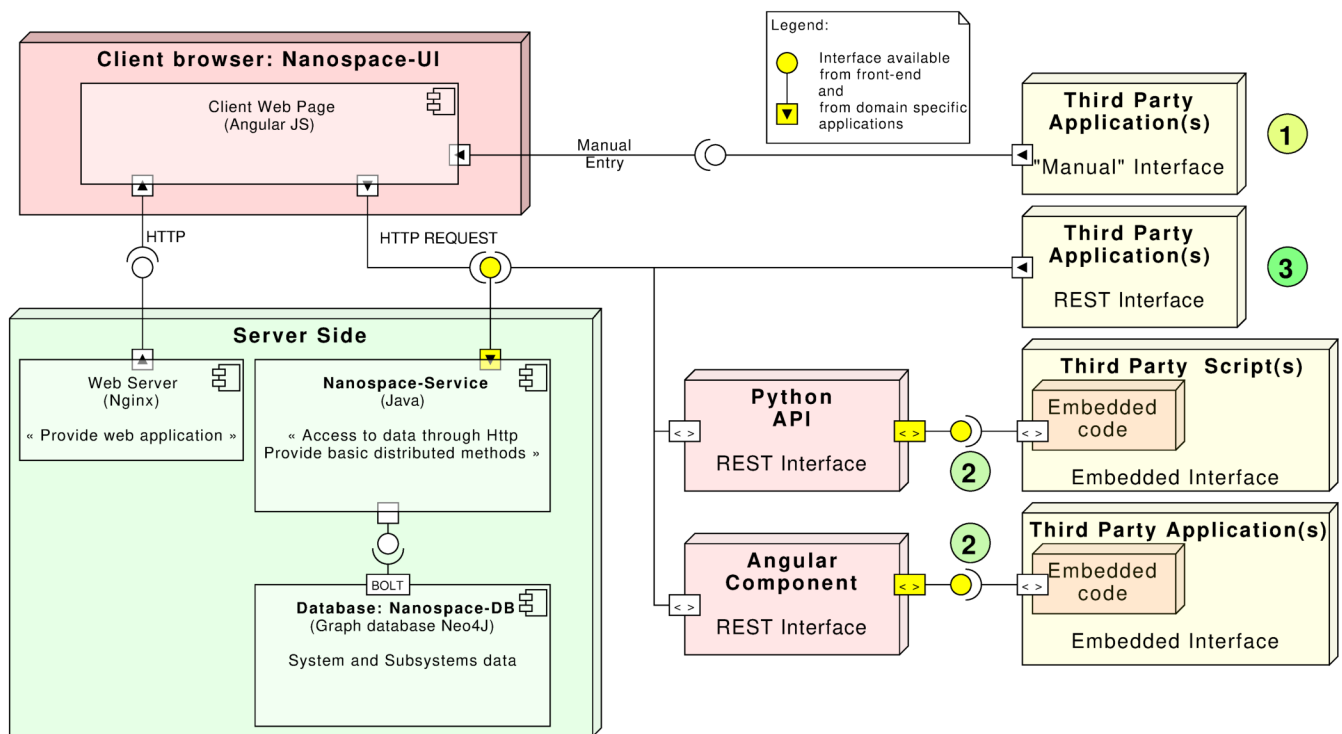 Legend:
Interface available
from front-end
and
from domain specific
applications
Client browser: Nanospace-UI
Client Web Page
(Angular JS)
Manual
Entry
Third Party
Application(s)
"Manual" Interface
1
HTTP
HTTP REQUEST
Third Party
Application(s)
REST Interface
3
Server Side
Web Server
(Nginx)
« Provide web application »
Nanospace-Service
(Java)
« Access to data through Http
Provide basic distributed methods »
BOLT
Database: Nanospace-DB
(Graph database Neo4J)
System and Subsystems data
Python
API
REST Interface
< >
< >
2
Third Party Script(s)
Embedded
code
< >
Embedded Interface
Angular
Component
REST Interface
< >
< >
2
Third Party Application(s)
Embedded
code
< >
Embedded Interface